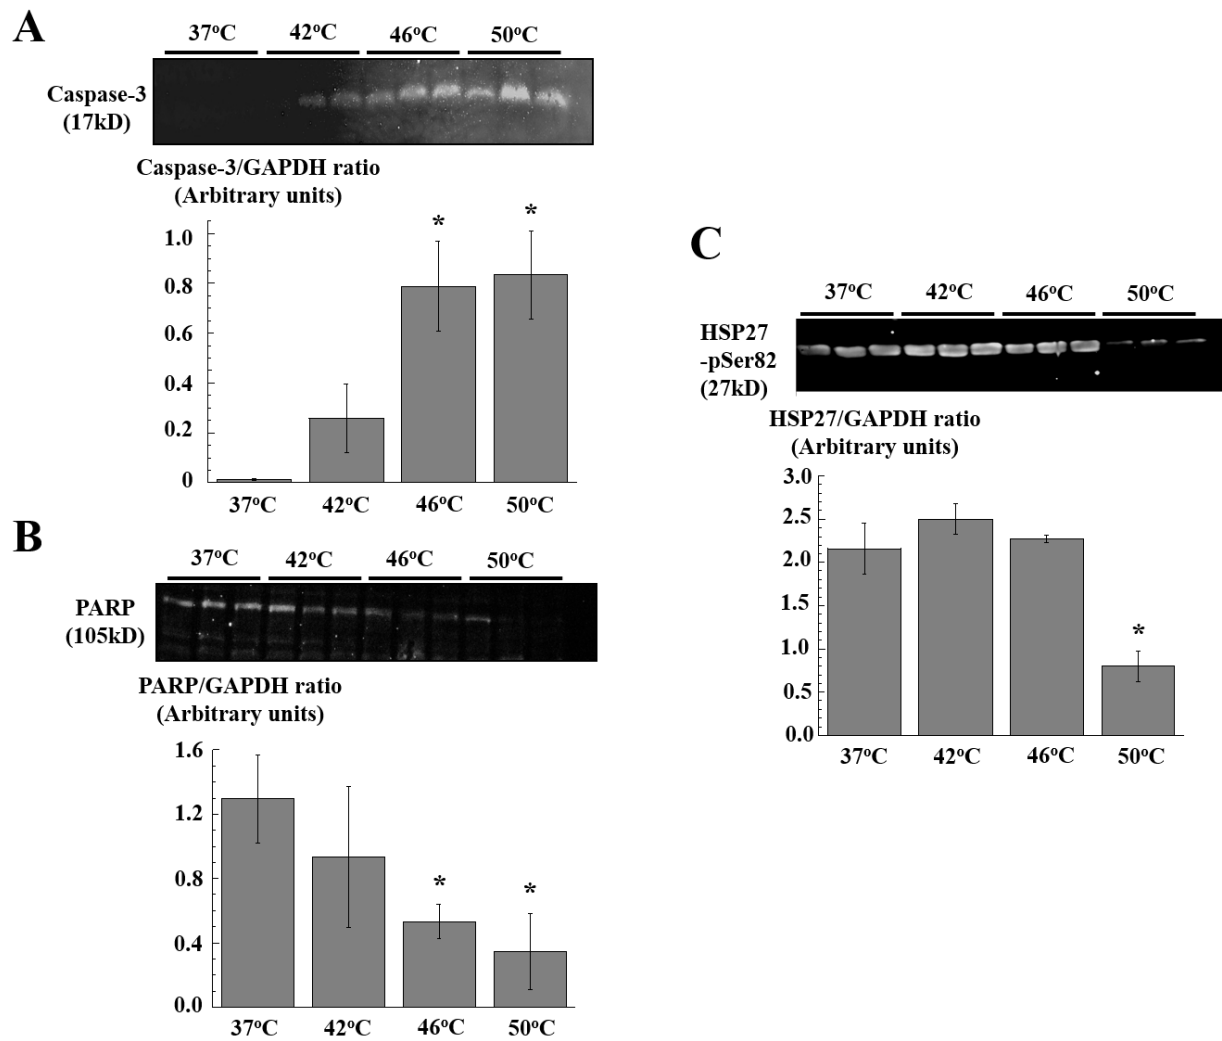 A
37°C 42°C 46°C 50°C
Caspase-3
(17kD)
Caspase-3/GAPDH ratio
(Arbitrary units)
* *
1.0
0.8
0.6
0.4
0.2
0
37°C 42°C 46°C 50°C
B
37°C 42°C 46°C 50°C
PARP
(105kD)
PARP/GAPDH ratio
(Arbitrary units)
1.6
1.2
0.8
* *
0.4
0.0
37°C 42°C 46°C 50°C
C
37°C 42°C 46°C 50°C
HSP27
-pSer82
(27kD)
HSP27/GAPDH ratio
(Arbitrary units)
3.0
2.5
2.0
1.5
1.0
*
0.5
0.0
37°C 42°C 46°C 50°C